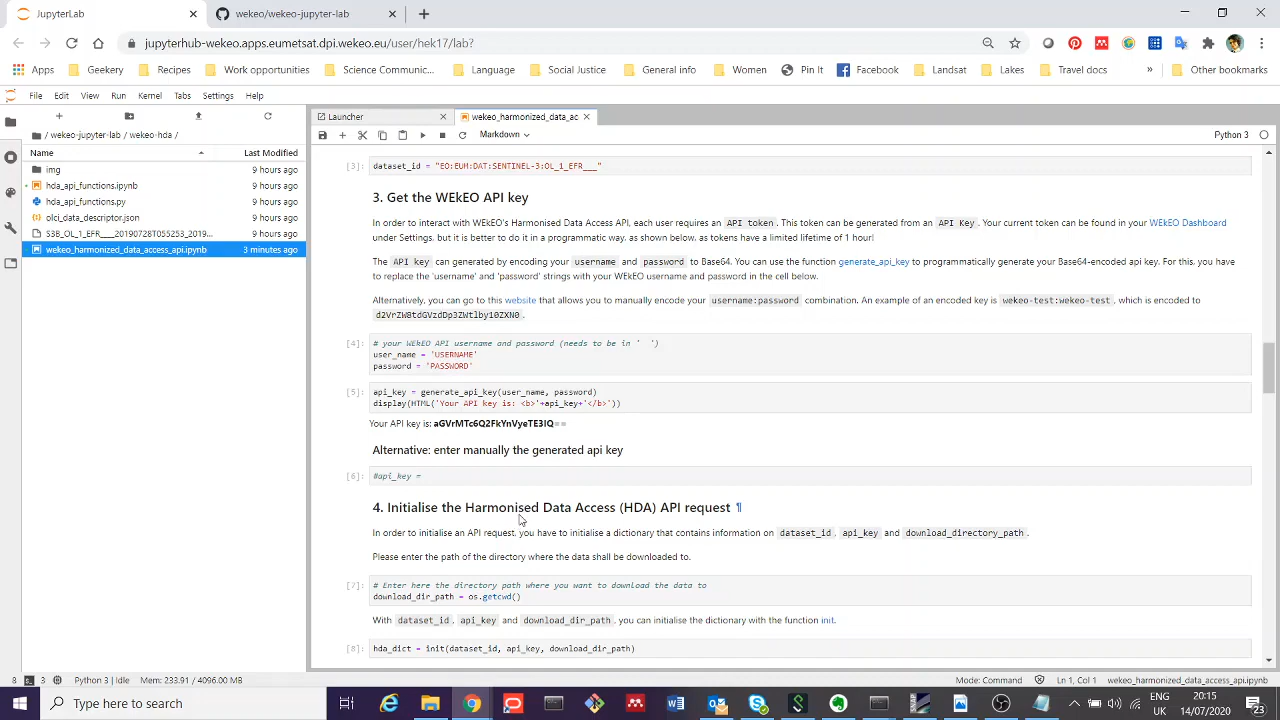 JupyterLab
wekeo/wekeo-jupyter-lab
jupyterhub-wekeo.apps.eumetsat.dpi.wekeo.eu/user/hek17/lab?
Apps Geekery Recipes Work opportunities Science Communic... Language Social Justice General info Women Pin It Facebook Landsat Lakes Travel docs » Other bookmarks
File Edit View Run Kernel Tabs Settings Help
Launcher
wekeo_harmonized_data_ac
/ wekeo-jupyter-lab / wekeo-hda /
Markdown
Python 3
Name Last Modified
img 9 hours ago
hda_api_functions.ipynb 9 hours ago
hda_api_functions.py 9 hours ago
olci_data_descriptor.json 9 hours ago
S3B_OL_1_EFR____20190728T055253_2019... 9 hours ago
wekeo_harmonized_data_access_api.ipynb 3 minutes ago
[3]: dataset_id = "EO:EUM:DAT:SENTINEL-3:OL_1_EFR___"
3. Get the WEkEO API key
In order to interact with WEkEO's Harmonised Data Access API, each user requires an API token. This token can be generated from an API Key. Your current token can be found in your WEkEO Dashboard
under Settings, but it is better to do it in a programmatic way, as shown below, as tokens have a limited lifetime of 1 hour!
The API key can generated by encoding your username and password to Base64. You can use the function generate_api_key to programmatically generate your Base64-encoded api key. For this, you have
to replace the 'username' and 'password' strings with your WEkEO username and password in the cell below.
Alternatively, you can go to this website that allows you to manually encode your username:password combination. An example of an encoded key is wekeo-test:wekeo-test, which is encoded to
d2VrZW8tdGVzdDp3ZWtlby10ZXN0.
[4]: # your WEkEO API username and password (needs to be in '  ')
user_name = 'USERNAME'
password = 'PASSWORD'
[5]: api_key = generate_api_key(user_name, password)
display(HTML('Your API key is: <b>'+api_key+'</b>'))
Your API key is: aGVrMTc6Q2FkYnVyeTE3IQ==
Alternative: enter manually the generated api key
[6]: #api_key =
4. Initialise the Harmonised Data Access (HDA) API request ¶
In order to initialise an API request, you have to initialise a dictionary that contains information on dataset_id, api_key and download_directory_path.
Please enter the path of the directory where the data shall be downloaded to.
[7]: # Enter here the directory path where you want to download the data to
download_dir_path = os.getcwd()
With dataset_id, api_key and download_dir_path, you can initialise the dictionary with the function init.
[8]: hda_dict = init(dataset_id, api_key, download_dir_path)
8 3 Python 3 | Idle Mem: 233.91 / 4096.00 MB Mode: Command Ln 1, Col 1 wekeo_harmonized_data_access_api.ipynb
Type here to search
ENG 20:15
UK 14/07/2020
23